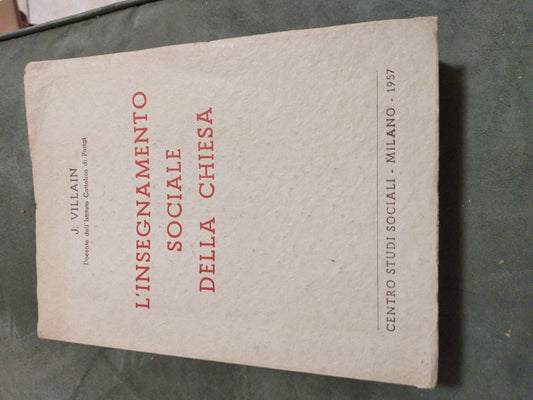 J. VILLAIN
Docente dell'Istituto Cattolico di Parigi
L'INSEGNAMENTO
SOCIALE
DELLA CHIESA
CENTRO STUDI SOCIALI - MILANO - 1957